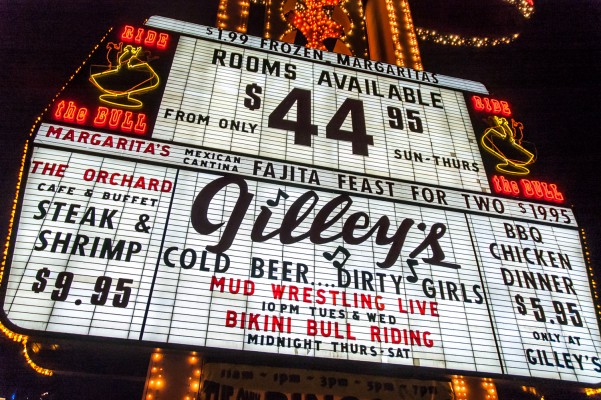 $1.99 FROZEN MARGARITAS
RIDE
the BULL
ROOMS AVAILABLE
FROM ONLY
$44.95
SUN-THURS
RIDE
the BULL
MARGARITA'S
MEXICAN
CANTINA
FAJITA FEAST FOR TWO $19.95
THE ORCHARD
CAFE & BUFFET
STEAK &
SHRIMP
$9.95
Gilley's
COLD BEER....DIRTY GIRLS
MUD WRESTLING LIVE
10 PM TUES & WED
BIKINI BULL RIDING
MIDNIGHT THURS-SAT
BBQ
CHICKEN
DINNER
$5.95
ONLY AT
GILLEY'S